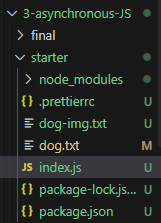 3-asynchronous-JS
final
starter
node_modules
.prettierrc U
dog-img.txt U
dog.txt M
JS index.js U
package-lock.js... U
package.json U